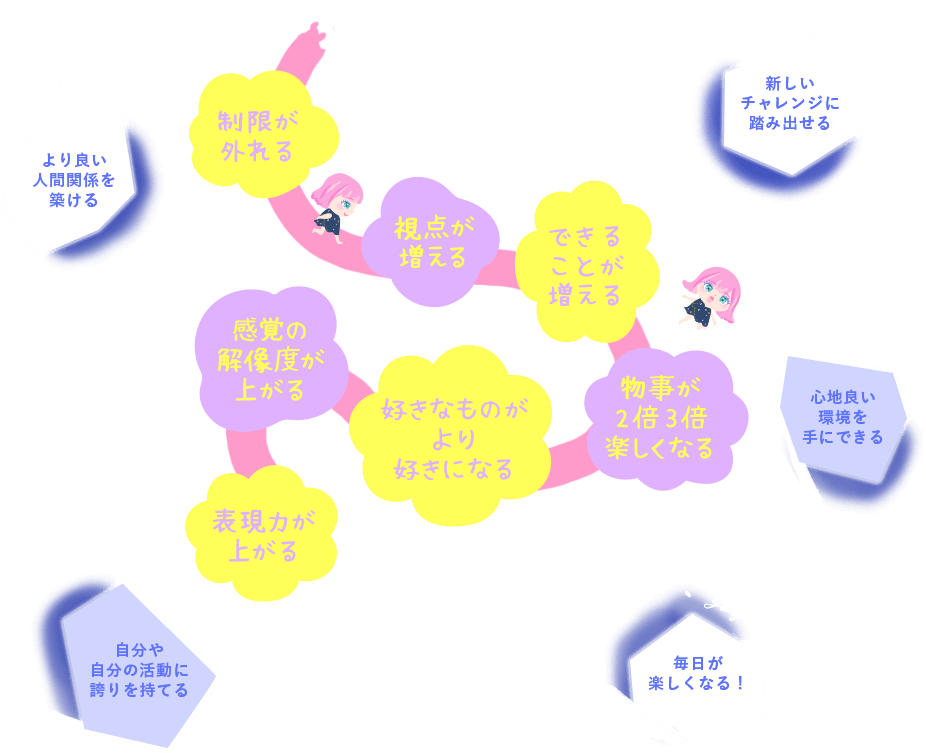 制限が
外れる
視点が
増える
できる
ことが
増える
物事が
2倍3倍
楽しくなる
好きなものが
より
好きになる
感覚の
解像度が
上がる
表現力が
上がる
より良い
人間関係を
築ける
新しい
チャレンジに
踏み出せる
心地良い
環境を
手にできる
自分や
自分の活動に
誇りを持てる
毎日が
楽しくなる！